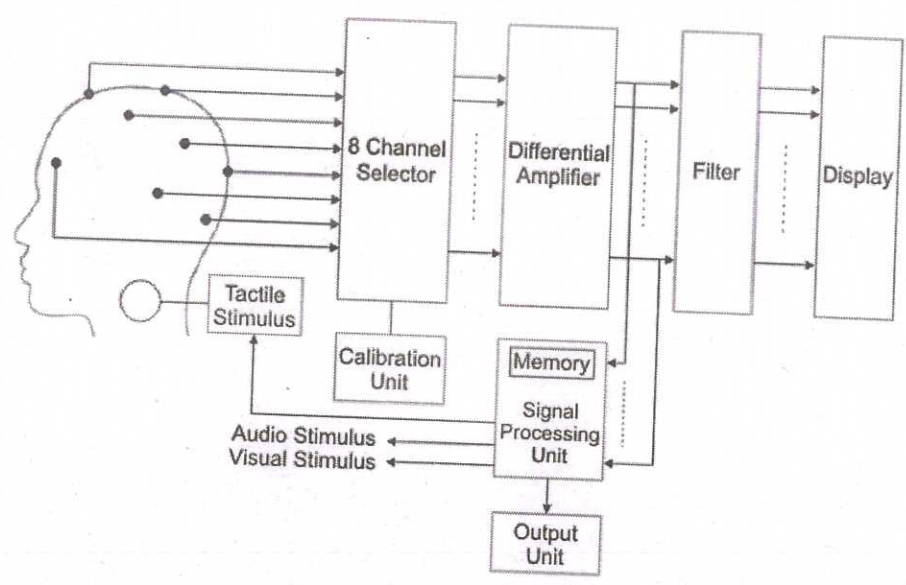 8 Channel
Selector
Differential
Amplifier
Filter
Display
Tactile
Stimulus
Calibration
Unit
Memory
Signal
Processing
Unit
Audio Stimulus
Visual Stimulus
Output
Unit